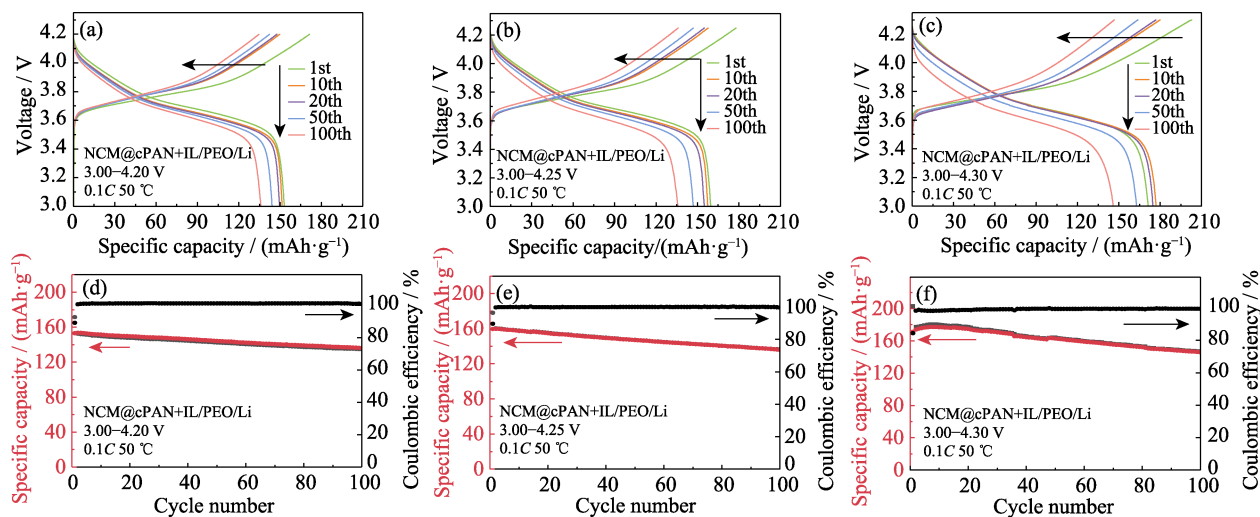 (a)
4.2
4.0
3.8
3.6
3.4
3.2
3.0
Voltage / V
1st
10th
20th
50th
100th
NCM@cPAN+IL/PEO/Li
3.00−4.20 V
0.1C 50 ℃
0 30 60 90 120 150 180 210
Specific capacity / (mAh·g⁻¹)
(b)
4.2
4.0
3.8
3.6
3.4
3.2
3.0
Voltage / V
1st
10th
20th
50th
100th
NCM@cPAN+IL/PEO/Li
3.00−4.25 V
0.1C 50 ℃
0 30 60 90 120 150 180 210
Specific capacity/(mAh·g⁻¹)
(c)
4.2
4.0
3.8
3.6
3.4
3.2
3.0
Voltage / V
1st
10th
20th
50th
100th
NCM@cPAN+IL/PEO/Li
3.00−4.30 V
0.1C 50 ℃
0 30 60 90 120 150 180 210
Specific capacity / (mAh·g⁻¹)
(d)
200
160
120
80
40
0
Specific capacity / (mAh·g⁻¹)
100
80
60
40
20
0
Coulombic efficiency / %
NCM@cPAN+IL/PEO/Li
3.00−4.20 V
0.1C 50 ℃
0 20 40 60 80 100
Cycle number
(e)
200
160
120
80
40
0
Specific capacity / (mAh·g⁻¹)
100
80
60
40
20
0
Coulombic efficiency / %
NCM@cPAN+IL/PEO/Li
3.00−4.25 V
0.1C 50 ℃
0 20 40 60 80 100
Cycle number
(f)
200
160
120
80
40
0
Specific capacity / (mAh·g⁻¹)
100
80
60
40
20
0
Coulombic efficiency / %
NCM@cPAN+IL/PEO/Li
3.00−4.30 V
0.1C 50 ℃
0 20 40 60 80 100
Cycle number